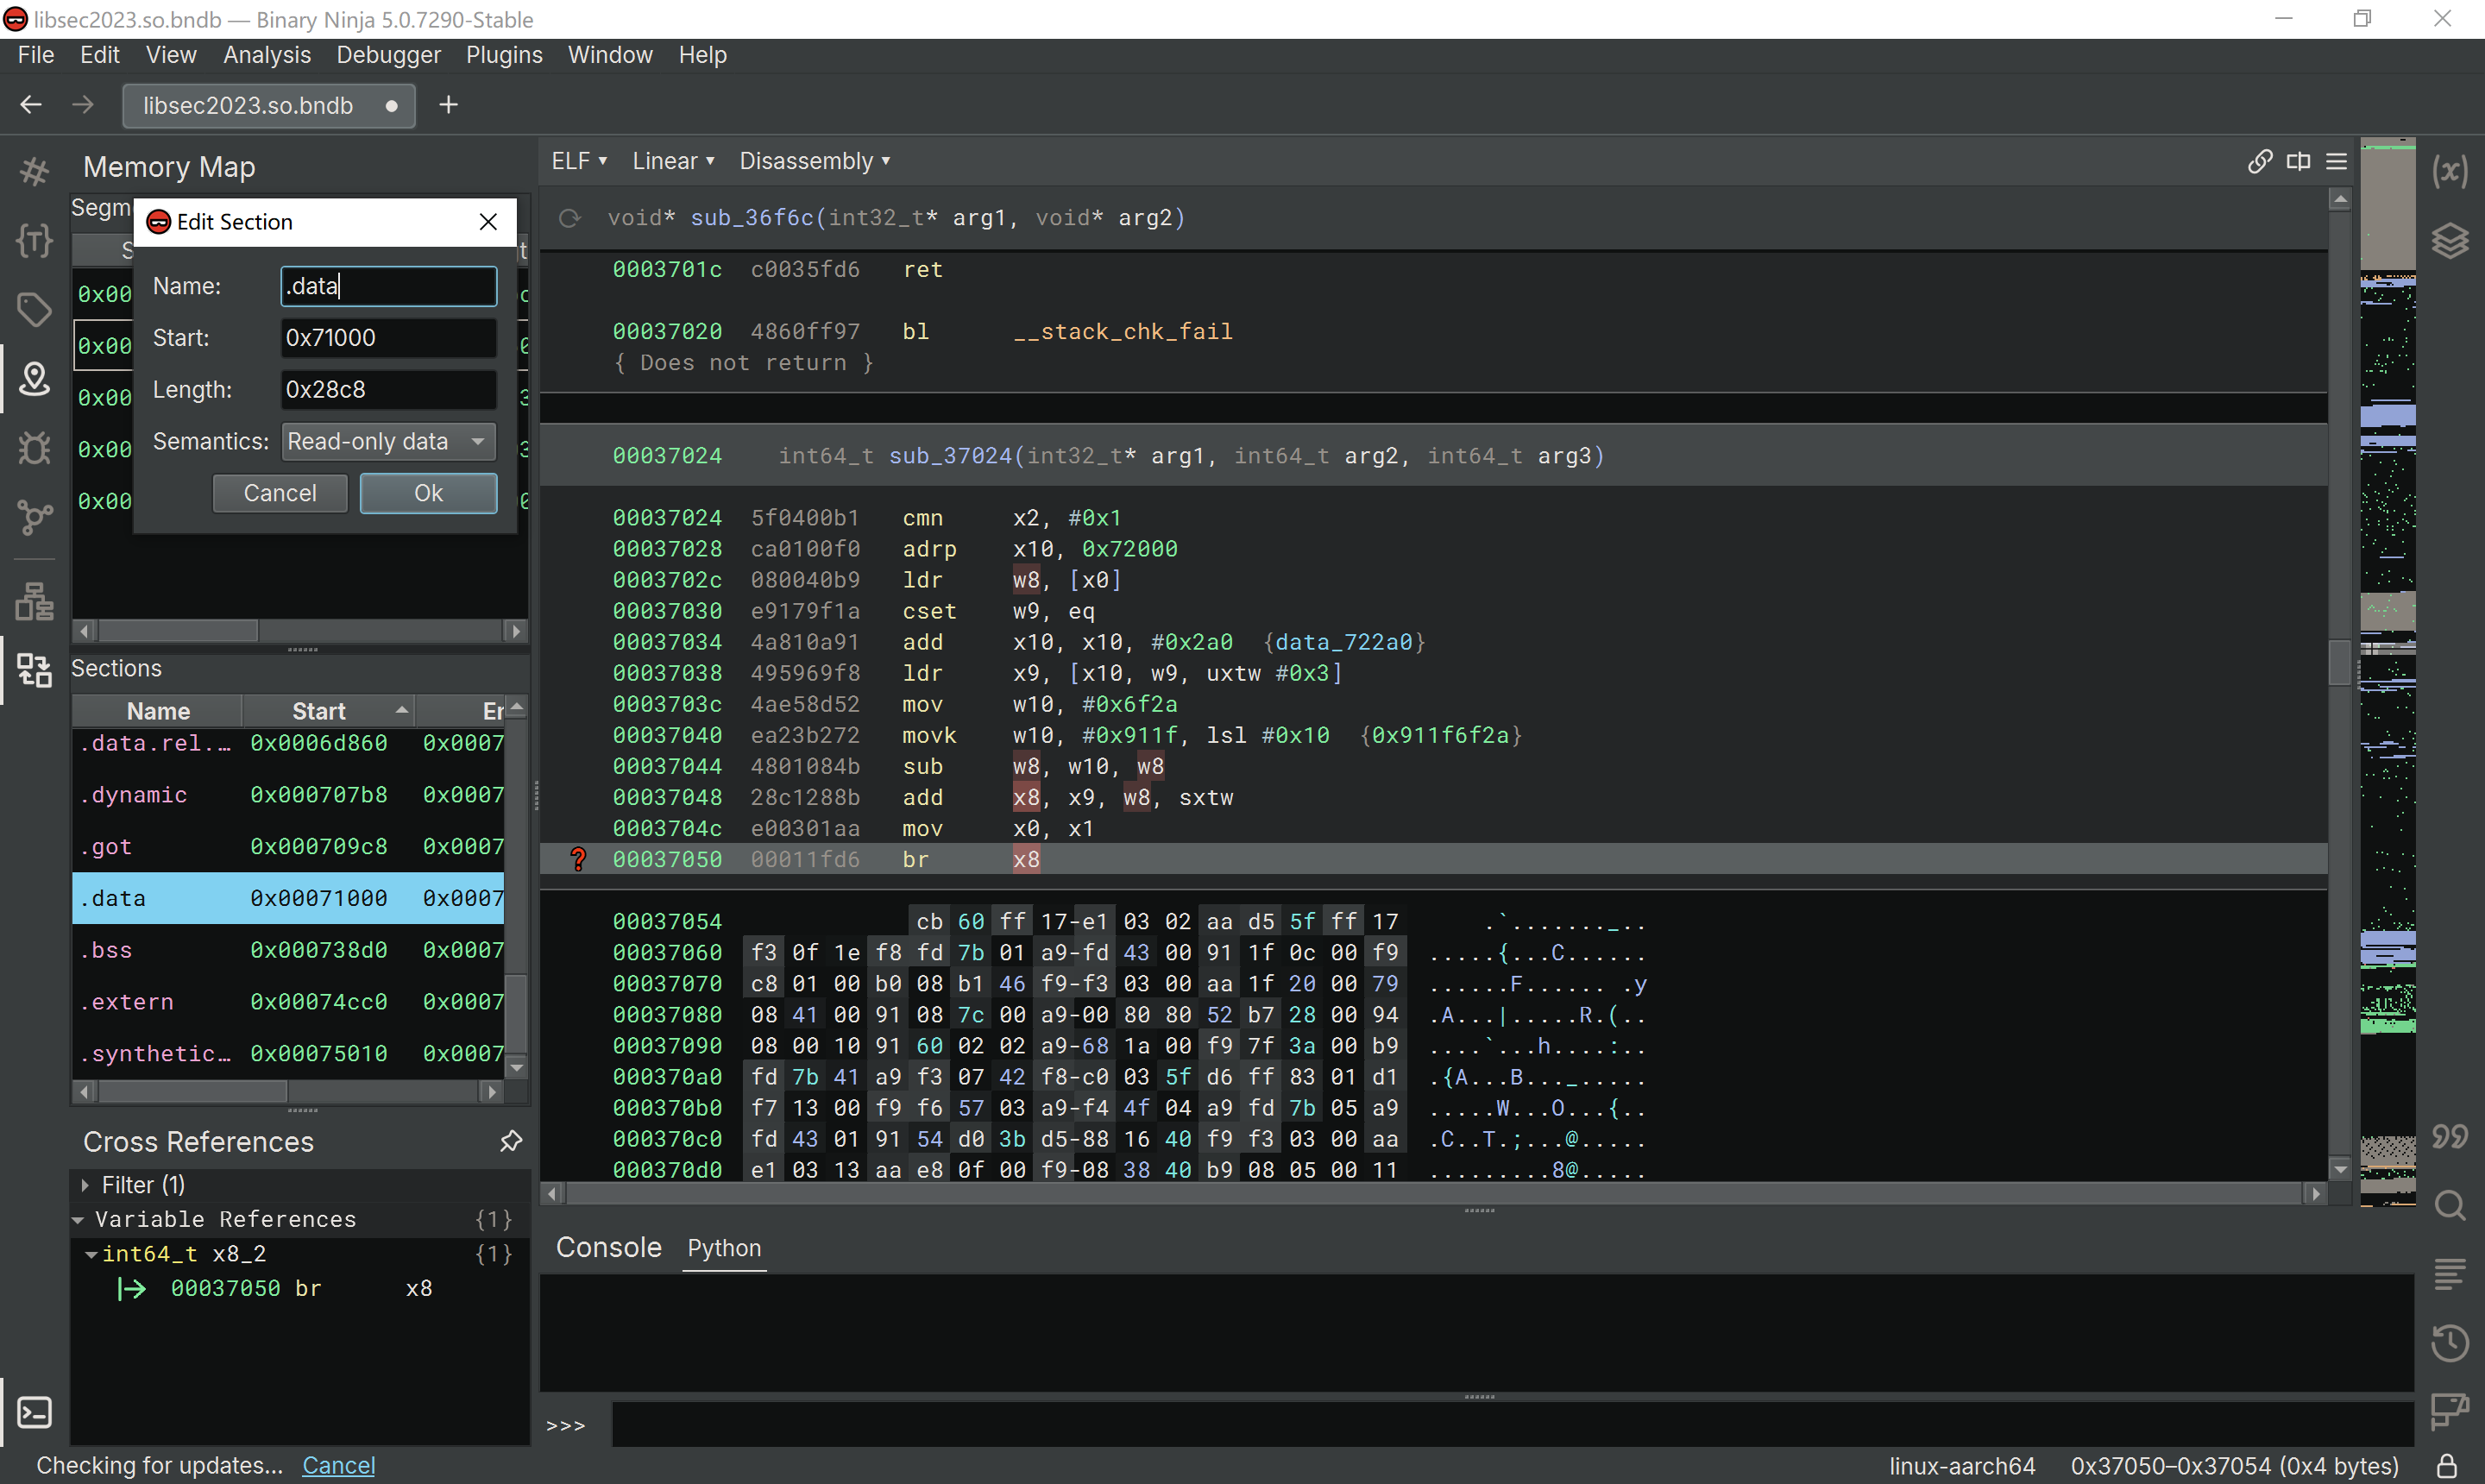 libsec2023.so.bndb — Binary Ninja 5.0.7290-Stable
File Edit View Analysis Debugger Plugins Window Help
libsec2023.so.bndb ● +
Memory Map
Segm
Edit Section
Name: .data
Start: 0x71000
Length: 0x28c8
Semantics: Read-only data
Cancel Ok
0x00
0x00
0x00
0x00
0x00
Sections
Name Start Er
.data.rel.… 0x0006d860 0x0007
.dynamic 0x000707b8 0x0007
.got 0x000709c8 0x0007
.data 0x00071000 0x0007
.bss 0x000738d0 0x0007
.extern 0x00074cc0 0x0007
.synthetic… 0x00075010 0x0007
Cross References
Filter (1)
Variable References {1}
int64_t x8_2 {1}
00037050 br x8
ELF ▾ Linear ▾ Disassembly ▾
void* sub_36f6c(int32_t* arg1, void* arg2)
0003701c c0035fd6 ret
00037020 4860ff97 bl __stack_chk_fail
{ Does not return }
00037024 int64_t sub_37024(int32_t* arg1, int64_t arg2, int64_t arg3)
00037024 5f0400b1 cmn x2, #0x1
00037028 ca0100f0 adrp x10, 0x72000
0003702c 080040b9 ldr w8, [x0]
00037030 e9179f1a cset w9, eq
00037034 4a810a91 add x10, x10, #0x2a0 {data_722a0}
00037038 495969f8 ldr x9, [x10, w9, uxtw #0x3]
0003703c 4ae58d52 mov w10, #0x6f2a
00037040 ea23b272 movk w10, #0x911f, lsl #0x10 {0x911f6f2a}
00037044 4801084b sub w8, w10, w8
00037048 28c1288b add x8, x9, w8, sxtw
0003704c e00301aa mov x0, x1
? 00037050 00011fd6 br x8
00037054 cb 60 ff 17-e1 03 02 aa d5 5f ff 17 .`......._..
00037060 f3 0f 1e f8 fd 7b 01 a9-fd 43 00 91 1f 0c 00 f9 .....{...C......
00037070 c8 01 00 b0 08 b1 46 f9-f3 03 00 aa 1f 20 00 79 ......F...... .y
00037080 08 41 00 91 08 7c 00 a9-00 80 80 52 b7 28 00 94 .A...|.....R.(..
00037090 08 00 10 91 60 02 02 a9-68 1a 00 f9 7f 3a 00 b9 ....`...h....:..
000370a0 fd 7b 41 a9 f3 07 42 f8-c0 03 5f d6 ff 83 01 d1 .{A...B..._.....
000370b0 f7 13 00 f9 f6 57 03 a9-f4 4f 04 a9 fd 7b 05 a9 .....W...O...{..
000370c0 fd 43 01 91 54 d0 3b d5-88 16 40 f9 f3 03 00 aa .C..T.;...@.....
000370d0 e1 03 13 aa e8 0f 00 f9-08 38 40 b9 08 05 00 11 .........8@.....
Console Python
>>>
Checking for updates... Cancel
linux-aarch64 0x37050–0x37054 (0x4 bytes)